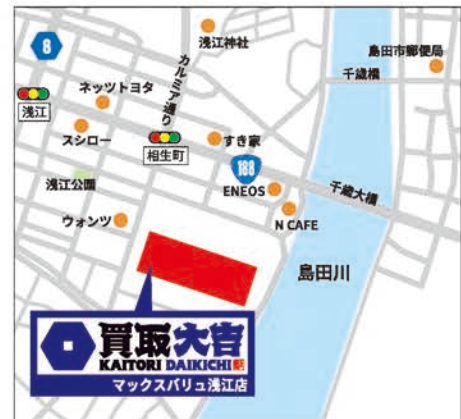 8
浅江神社
カルミア通り
島田市郵便局
千歳橋
ネッツトヨタ
浅江
スシロー
相生町
すき家
188
ENEOS
千歳大橋
浅江公園
N CAFE
ウォンツ
島田川
買取大吉
KAITORI DAIKICHI
マックスバリュ浅江店